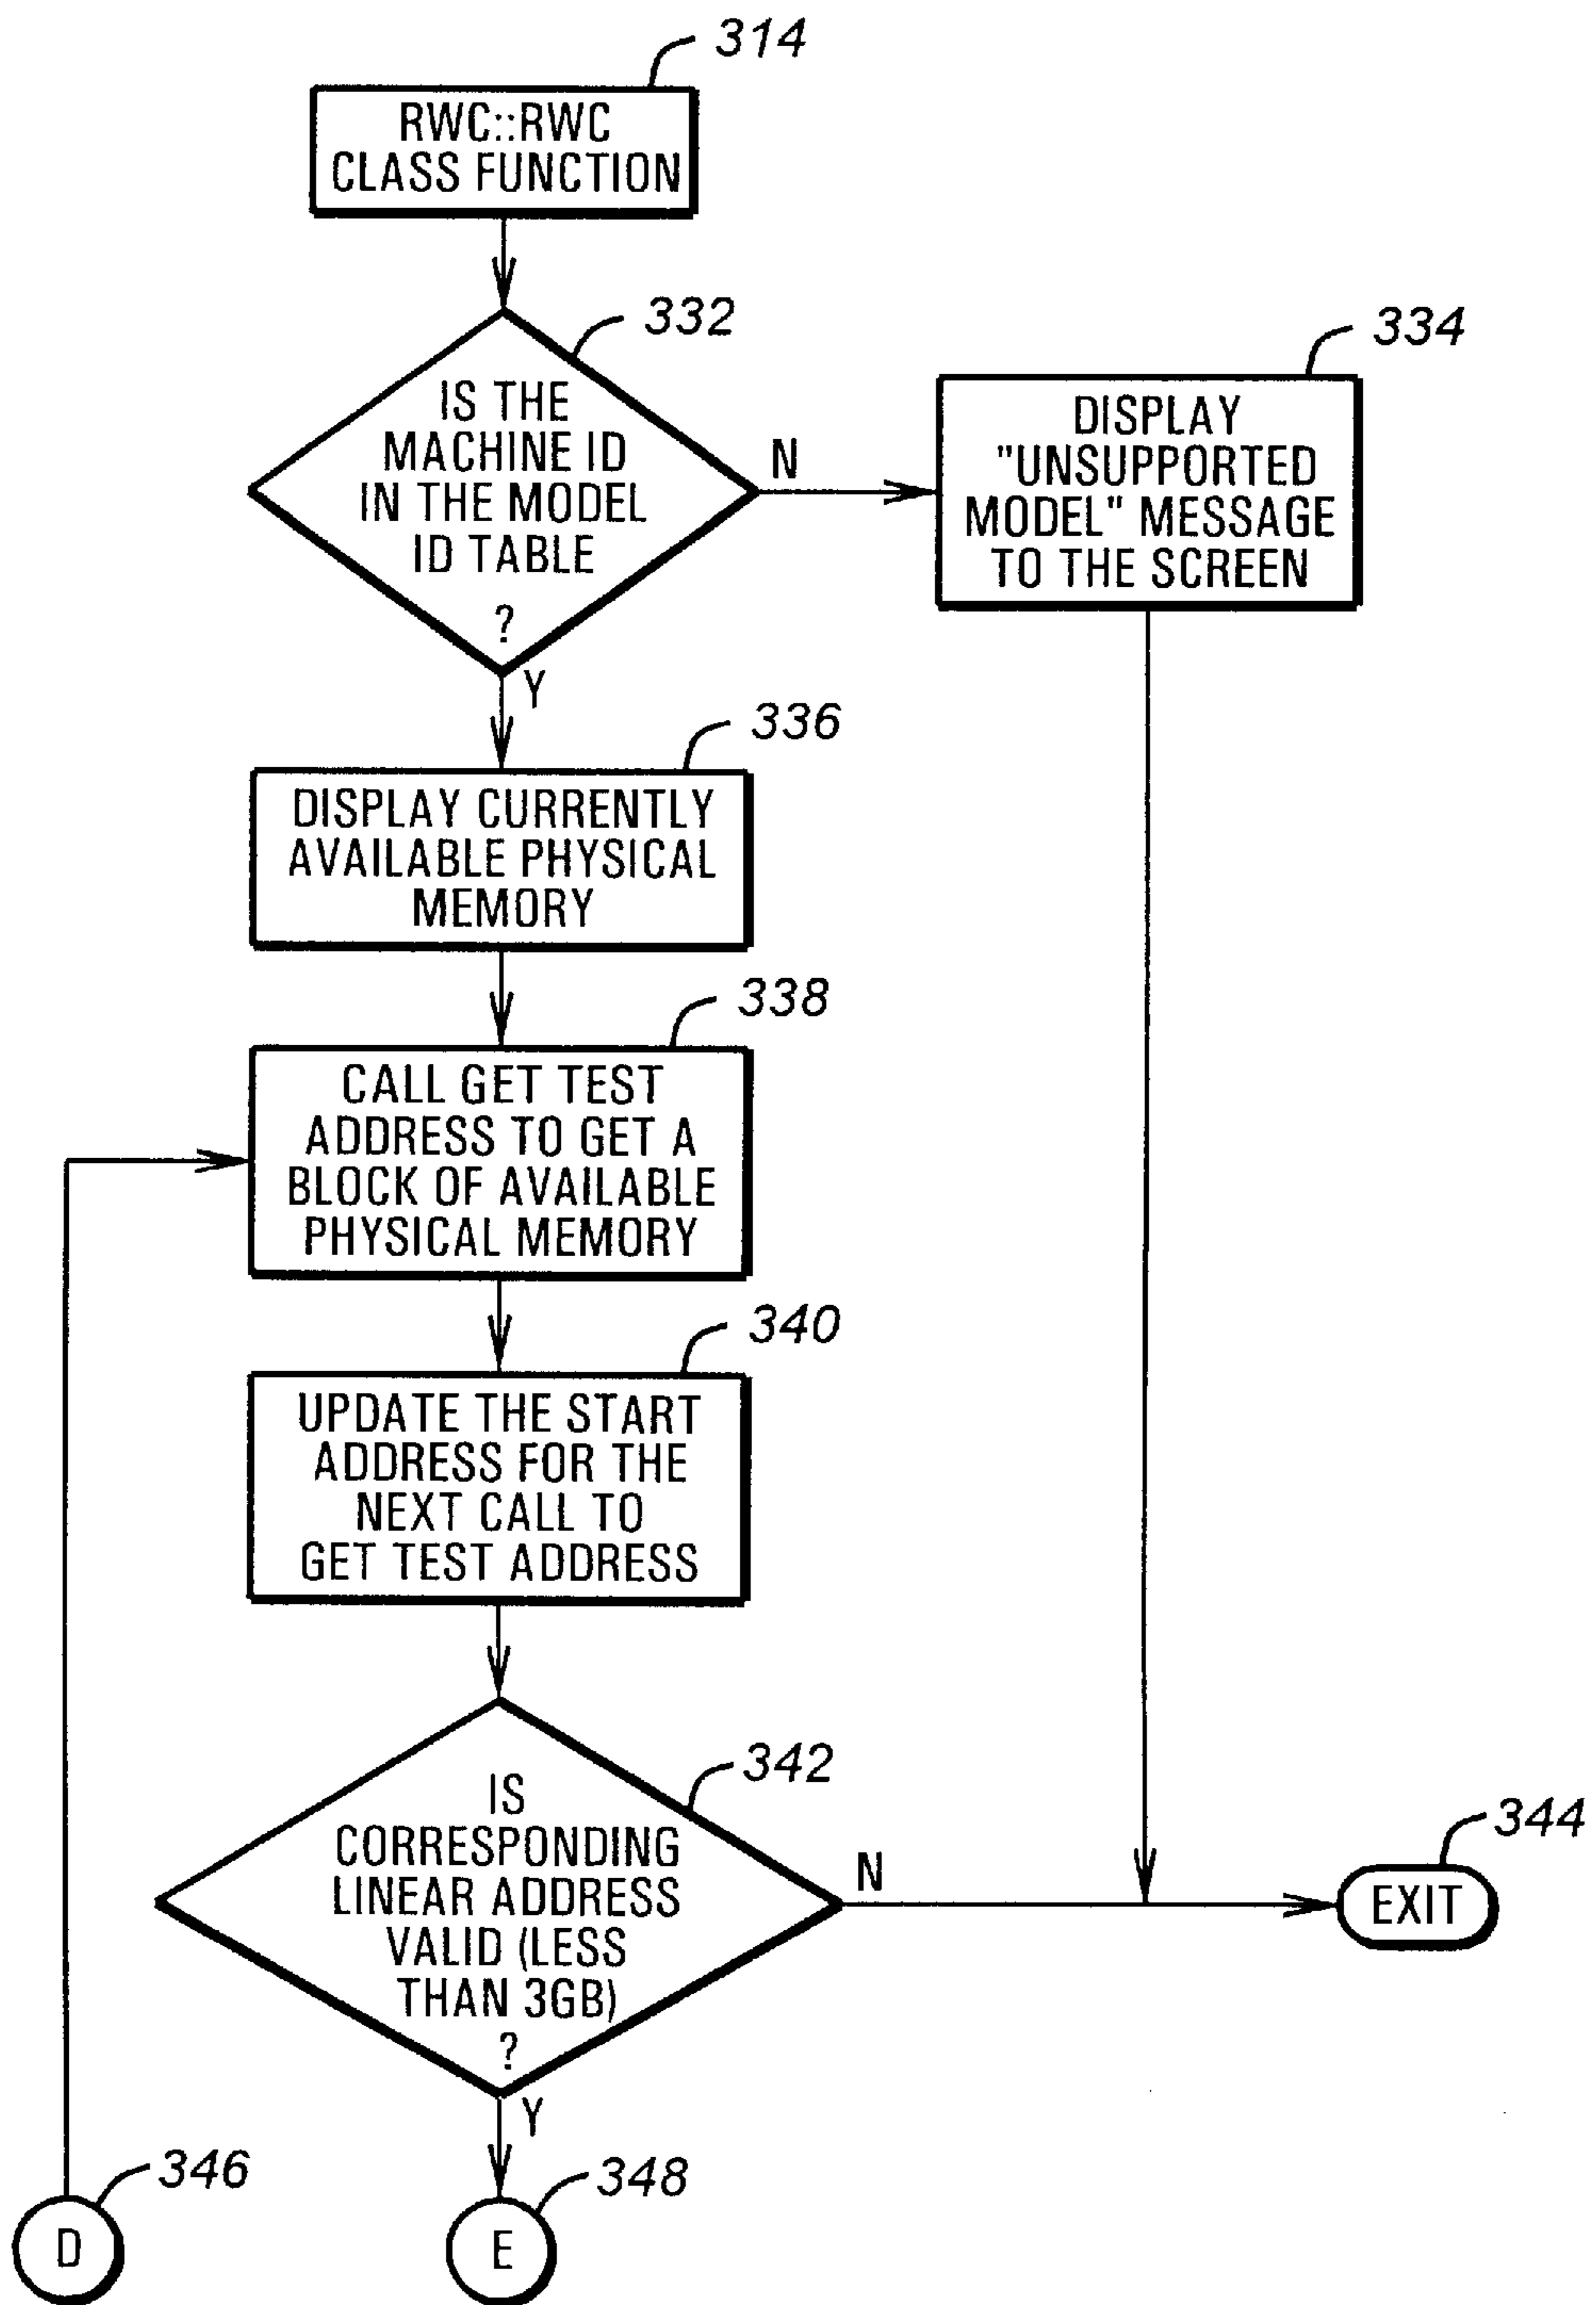 314
RWC::RWC
CLASS FUNCTION
332
IS THE
MACHINE ID
IN THE MODEL
ID TABLE
?
N
Y
334
DISPLAY
"UNSUPPORTED
MODEL" MESSAGE
TO THE SCREEN
336
DISPLAY CURRENTLY
AVAILABLE PHYSICAL
MEMORY
338
CALL GET TEST
ADDRESS TO GET A
BLOCK OF AVAILABLE
PHYSICAL MEMORY
340
UPDATE THE START
ADDRESS FOR THE
NEXT CALL TO
GET TEST ADDRESS
342
IS
CORRESPONDING
LINEAR ADDRESS
VALID (LESS
THAN 3GB)
?
N
Y
344
EXIT
346
D
348
E